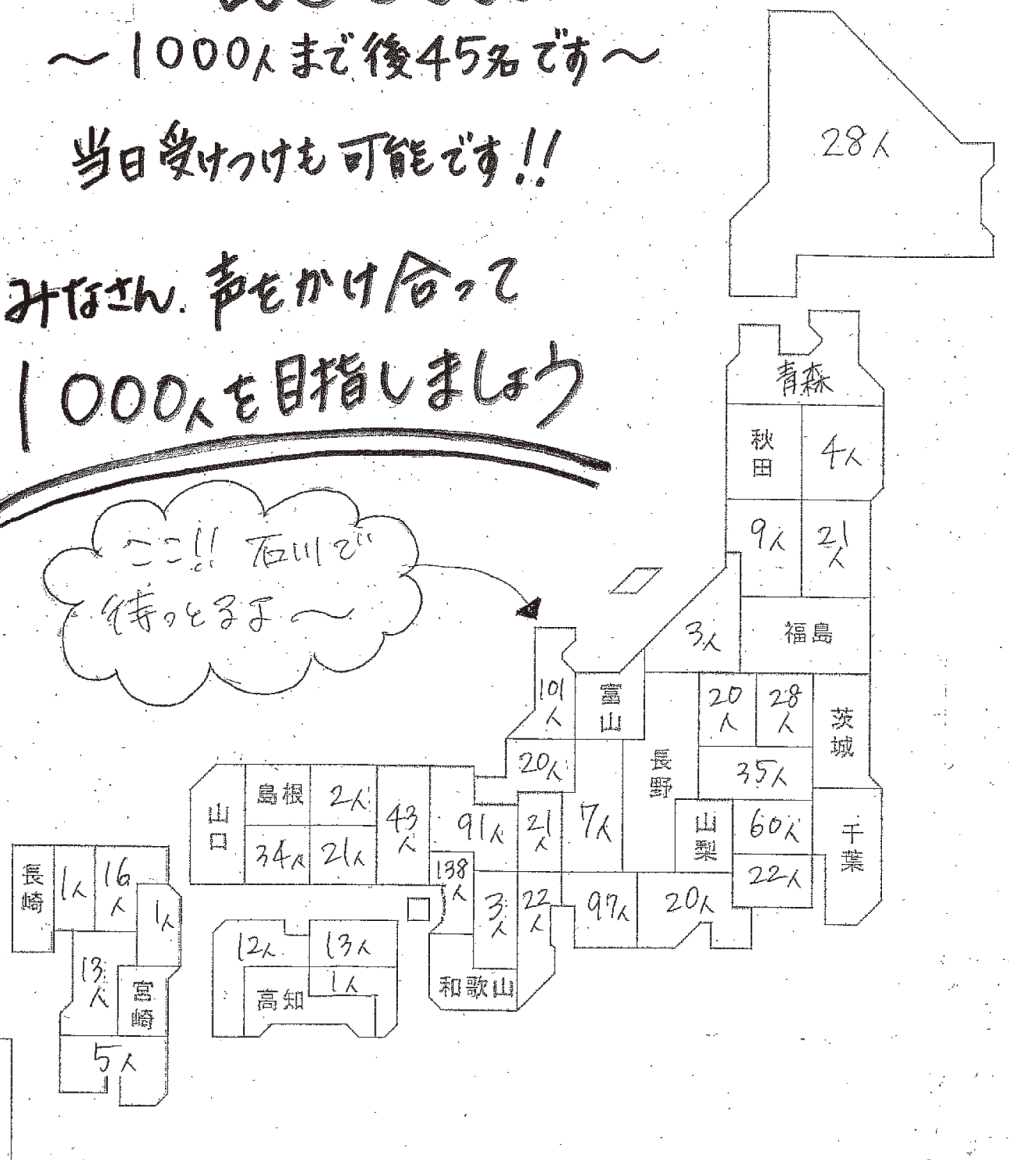 ～1000人まで後45名です～
当日受けつけも可能です!!
みなさん、声をかけ合って
1000人を目指しましょう
ここ!! 石川で
待っとるよ～
28人
青森
秋田
4人
9人
21人
3人
福島
101人
富山
20人
28人
茨城
20人
長野
35人
島根
2人
43人
山口
91人
21人
7人
山梨
60人
千葉
34人
21人
138人
22人
長崎
1人
16人
1人
3人
22人
97人
20人
12人
13人
13人
宮崎
高知
1人
和歌山
5人